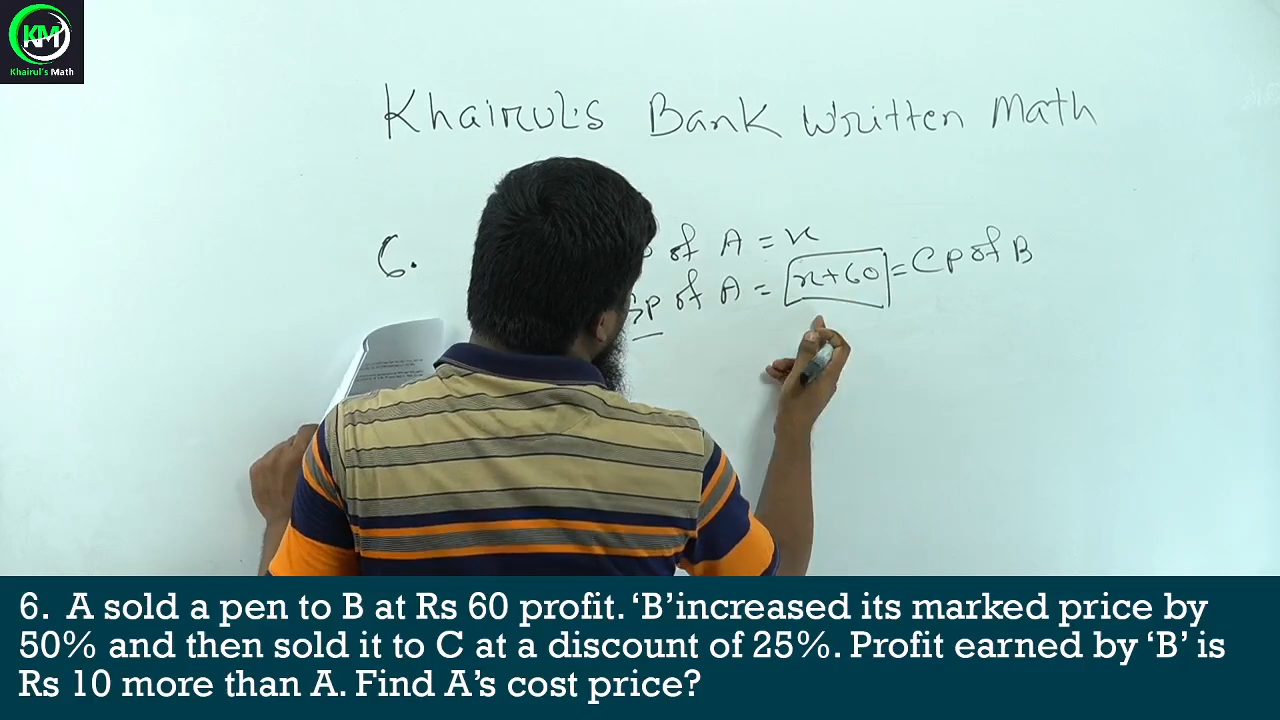 KM
Khairul's Math
Khairul's Bank Written Math
6.
p of A = x
Sp of A = x+60 = Cp of B
6. A sold a pen to B at Rs 60 profit. ‘B’increased its marked price by
50% and then sold it to C at a discount of 25%. Profit earned by ‘B’ is
Rs 10 more than A. Find A’s cost price?